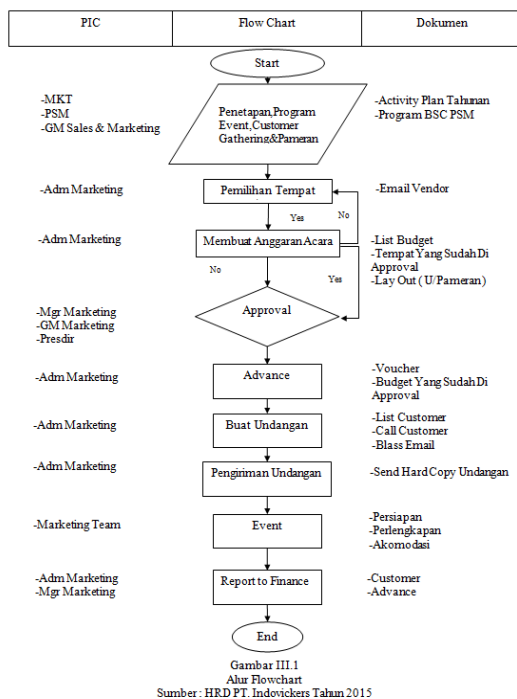 PIC Flow Chart Dokumen
Start
-MKT
-PSM
-GM Sales & Marketing
Penetapan,Program
Event,Customer
Gathering&Pameran
-Activity Plan Tahunan
-Program BSC PSM
-Adm Marketing
Pemilihan Tempat
-Email Vendor
Yes
No
-Adm Marketing
Membuat Anggaran Acara
-List Budget
-Tempat Yang Sudah Di
Approval
-Lay Out ( U/Pameran )
No
Yes
-Mgr Marketing
-GM Marketing
-Presdir
Approval
-Adm Marketing
Advance
-Voucher
-Budget Yang Sudah Di
Approval
-Adm Marketing
Buat Undangan
-List Customer
-Call Customer
-Blass Email
-Adm Marketing
Pengiriman Undangan
-Send Hard Copy Undangan
-Marketing Team
Event
-Persiapan
-Perlengkapan
-Akomodasi
-Adm Marketing
-Mgr Marketing
Report to Finance
-Customer
-Advance
End
Gambar III.1
Alur Flowchart
Sumber : HRD PT. Indovickers Tahun 2015